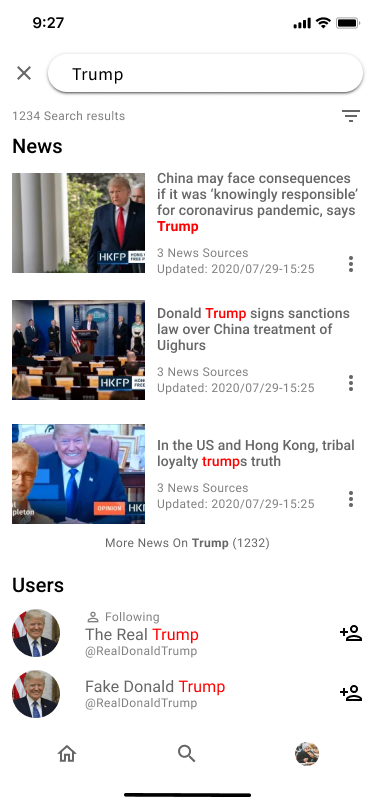 9:27
Trump
1234 Search results
News
China may face consequences
if it was ‘knowingly responsible’
for coronavirus pandemic, says
Trump
3 News Sources
Updated: 2020/07/29-15:25
HKFP
Donald Trump signs sanctions
law over China treatment of
Uighurs
3 News Sources
Updated: 2020/07/29-15:25
HKFP
In the US and Hong Kong, tribal
loyalty trumps truth
3 News Sources
Updated: 2020/07/29-15:25
OPINION
HK
pleton
More News On Trump (1232)
Users
Following
The Real Trump
@RealDonaldTrump
Fake Donald Trump
@RealDonaldTrump